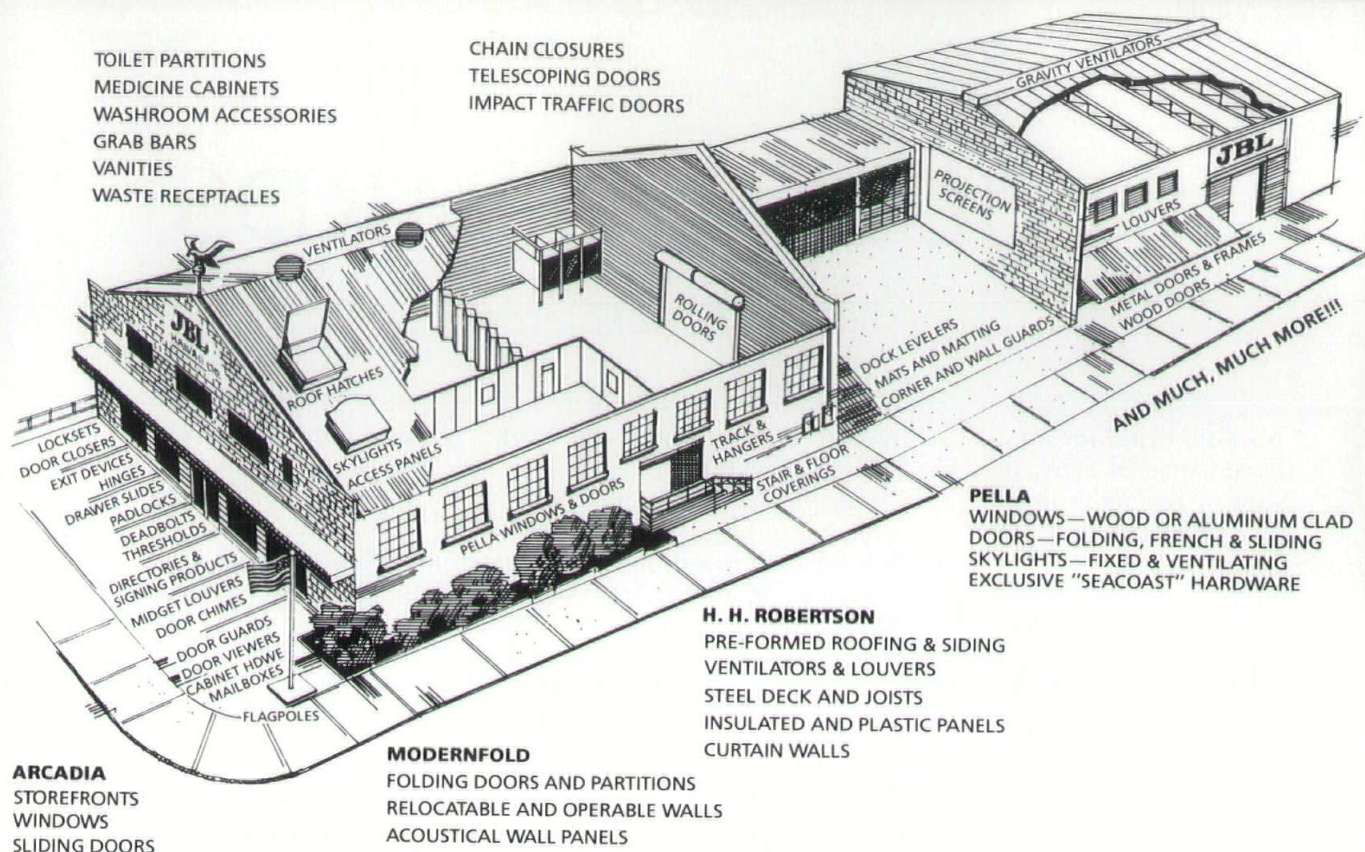 TOILET PARTITIONS
MEDICINE CABINETS
WASHROOM ACCESSORIES
GRAB BARS
VANITIES
WASTE RECEPTACLES
CHAIN CLOSURES
TELESCOPING DOORS
IMPACT TRAFFIC DOORS
GRAVITY VENTILATORS
JBL
PROJECTION
SCREENS
LOUVERS
METAL DOORS & FRAMES
WOOD DOORS
VENTILATORS
ROLLING
DOORS
JBL
HAWAII
ROOF HATCHES
SKYLIGHTS
ACCESS PANELS
DOCK LEVELERS
MATS AND MATTING
CORNER AND WALL GUARDS
AND MUCH, MUCH MORE!!!
TRACK &
HANGERS
STAIR & FLOOR
COVERINGS
PELLA WINDOWS & DOORS
LOCKSETS
DOOR CLOSERS
EXIT DEVICES
HINGES
DRAWER SLIDES
PADLOCKS
DEADBOLTS
THRESHOLDS
DIRECTORIES &
SIGNING PRODUCTS
MIDGET LOUVERS
DOOR CHIMES
DOOR GUARDS
DOOR VIEWERS
CABINET HDWE
MAILBOXES
FLAGPOLES
PELLA
WINDOWS—WOOD OR ALUMINUM CLAD
DOORS—FOLDING, FRENCH & SLIDING
SKYLIGHTS—FIXED & VENTILATING
EXCLUSIVE "SEACOAST" HARDWARE
H. H. ROBERTSON
PRE-FORMED ROOFING & SIDING
VENTILATORS & LOUVERS
STEEL DECK AND JOISTS
INSULATED AND PLASTIC PANELS
CURTAIN WALLS
MODERNFOLD
FOLDING DOORS AND PARTITIONS
RELOCATABLE AND OPERABLE WALLS
ACOUSTICAL WALL PANELS
ARCADIA
STOREFRONTS
WINDOWS
SLIDING DOORS